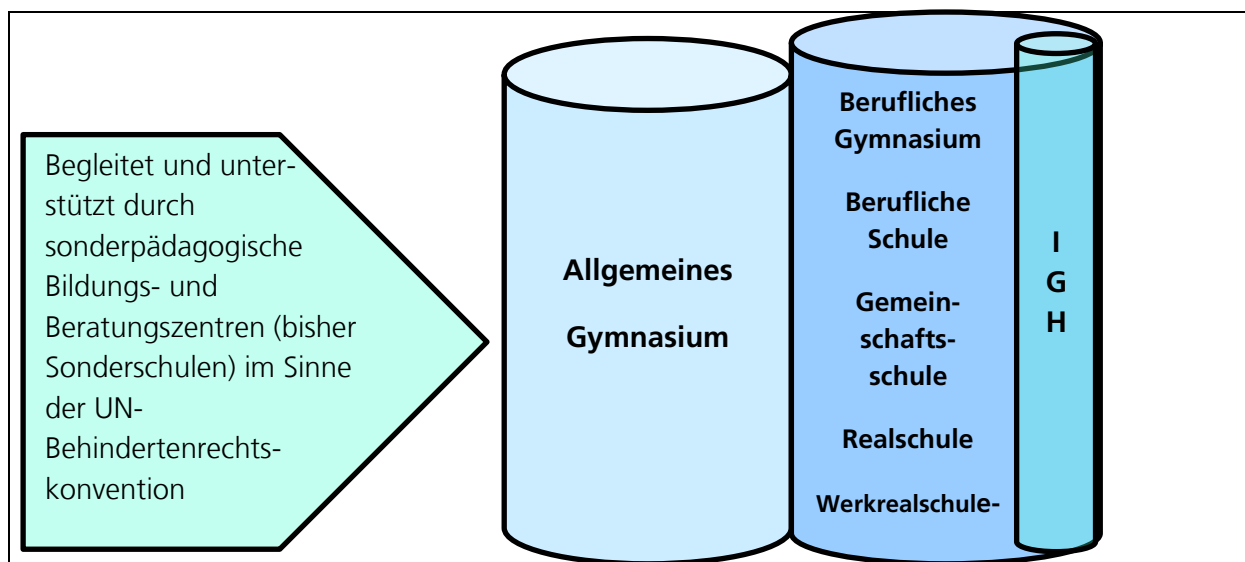 Begleitet und unter-
stützt durch
sonderpädagogische
Bildungs- und
Beratungszentren (bisher
Sonderschulen) im Sinne
der UN-
Behindertenrechts-
konvention
Allgemeines
Gymnasium
Berufliches
Gymnasium
Berufliche
Schule
Gemein-
schafts-
schule
Realschule
Werkrealschule-
I
G
H